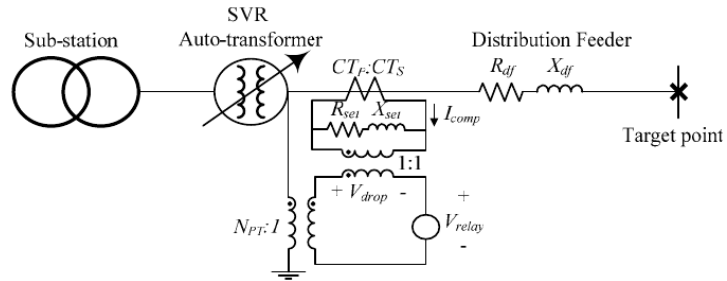 SVR
Sub-station
Auto-transformer
Distribution Feeder
CT_P:CT_S
R_df
X_df
R_set
X_set
I_comp
Target point
1:1
+ V_drop -
+
N_PT:1
V_relay
-